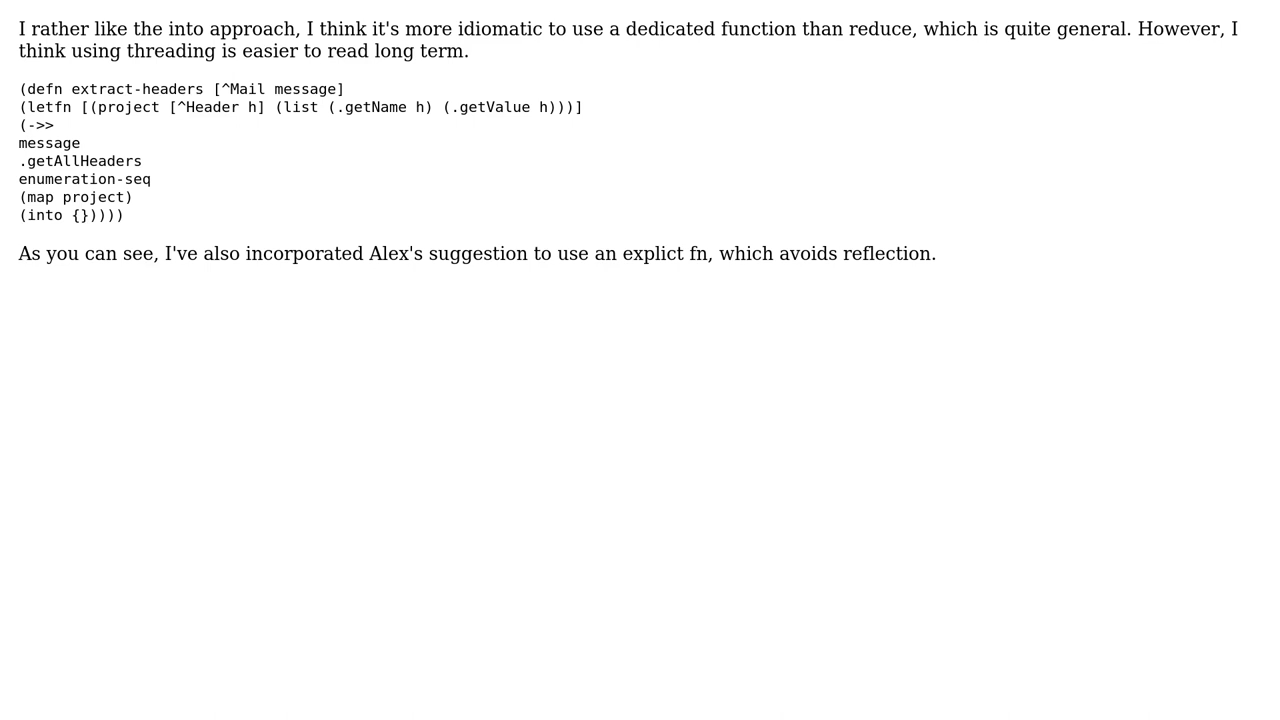 I rather like the into approach, I think it's more idiomatic to use a dedicated function than reduce, which is quite general. However, I
think using threading is easier to read long term.
(defn extract-headers [^Mail message]
(letfn [(project [^Header h] (list (.getName h) (.getValue h)))]
(->>
message
.getAllHeaders
enumeration-seq
(map project)
(into {}))))
As you can see, I've also incorporated Alex's suggestion to use an explict fn, which avoids reflection.